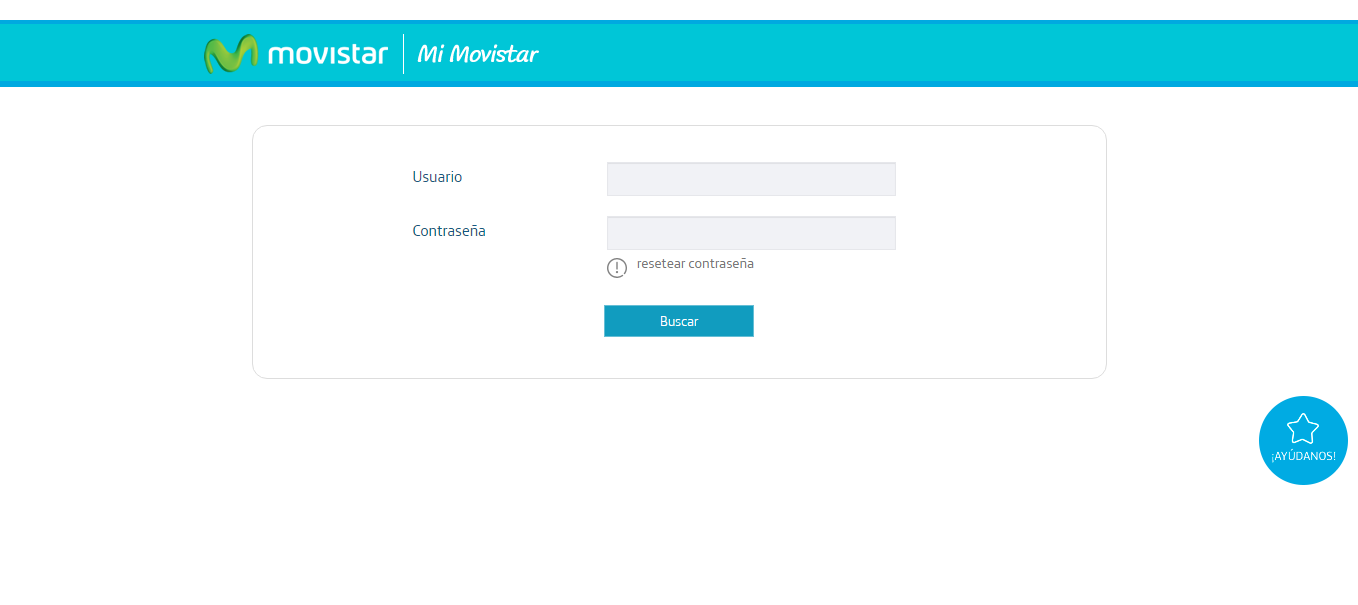 movistar Mi Movistar
Usuario
Contraseña
resetear contraseña
Buscar
¡AYÚDANOS!